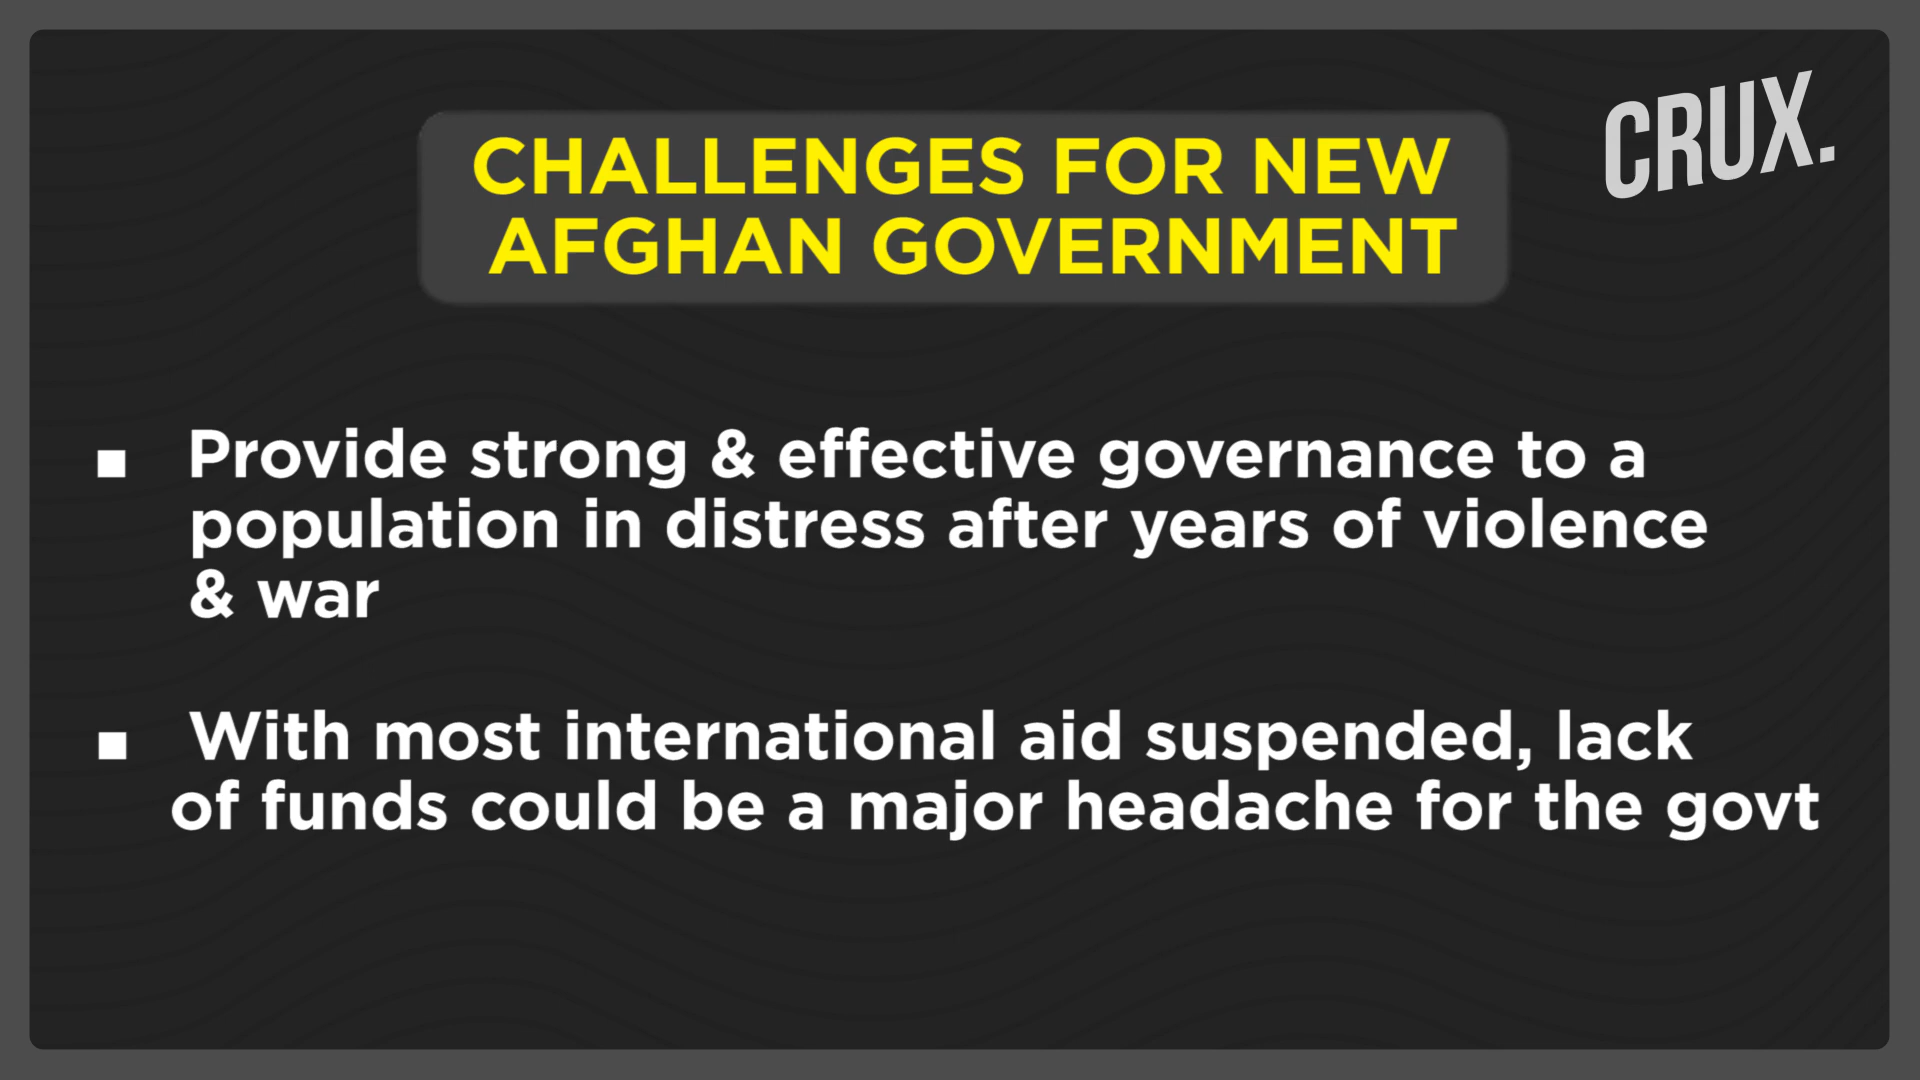 CRUX.
CHALLENGES FOR NEW
AFGHAN GOVERNMENT
▪ Provide strong & effective governance to a
population in distress after years of violence
& war
▪ With most international aid suspended, lack
of funds could be a major headache for the govt